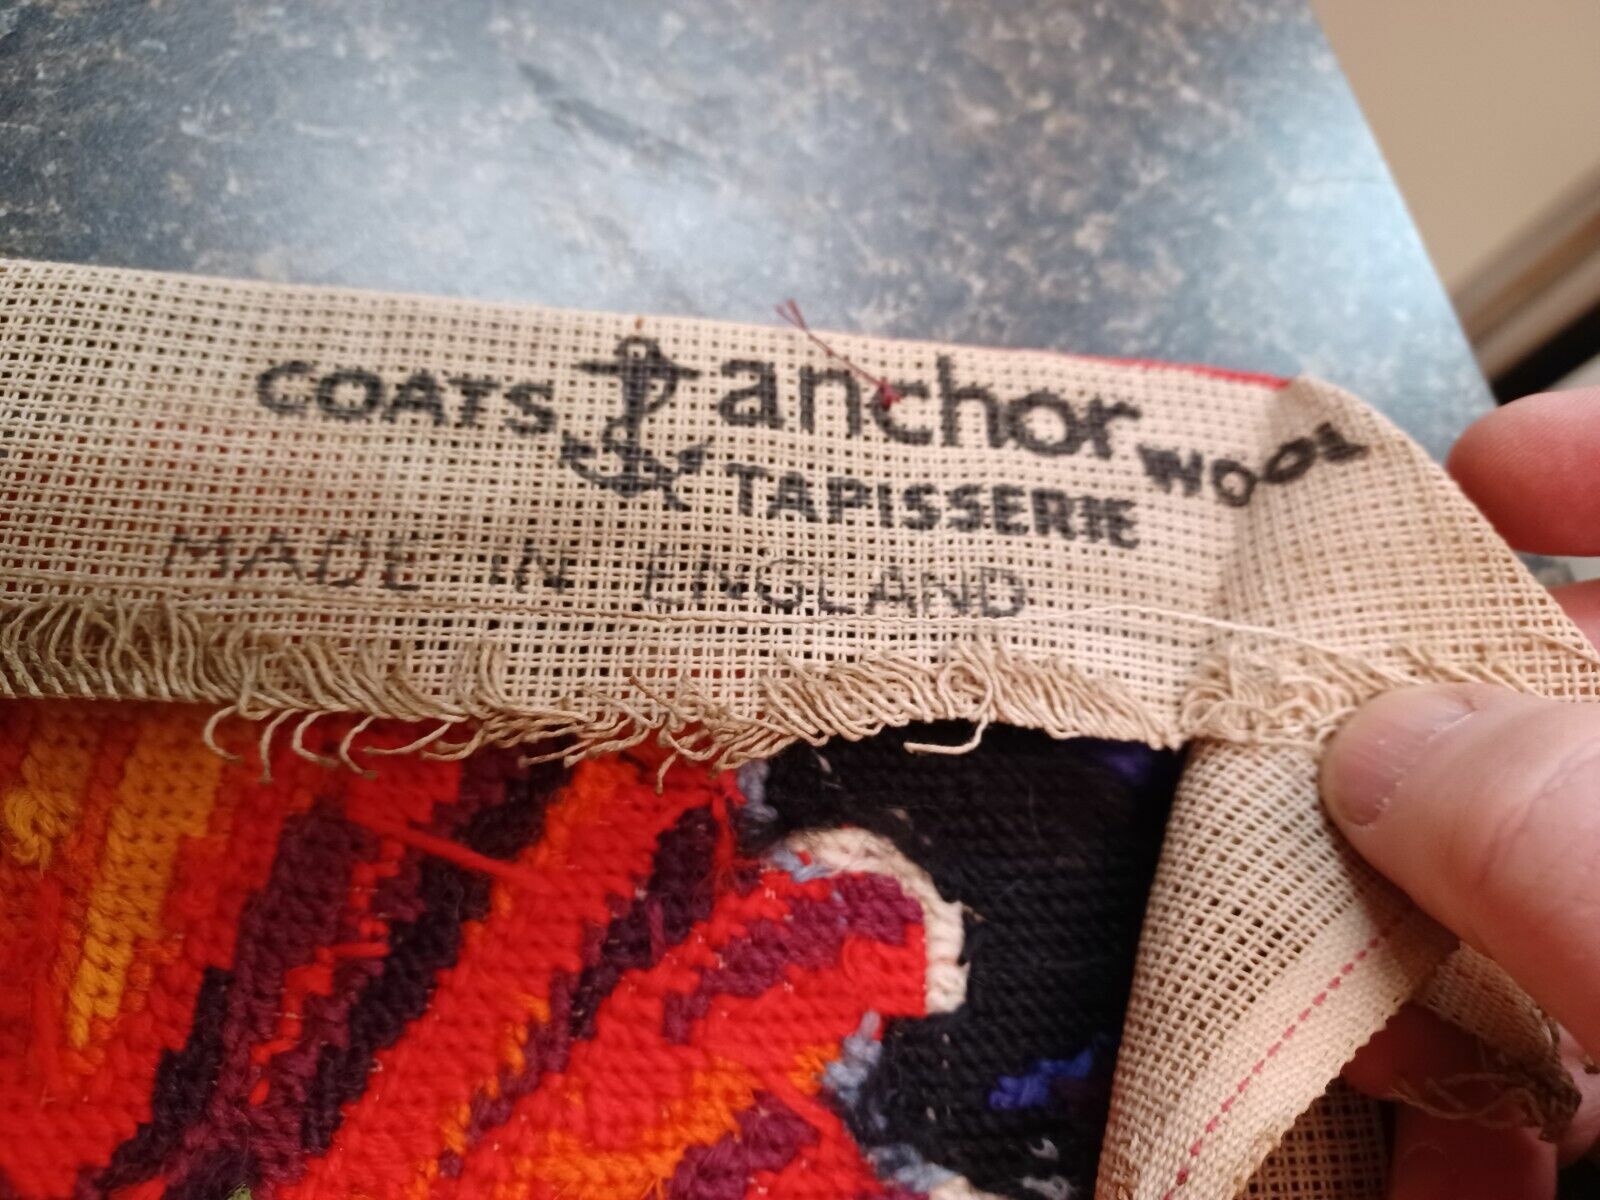 COATS anchor WOOL
TAPISSERIE
MADE IN ENGLAND